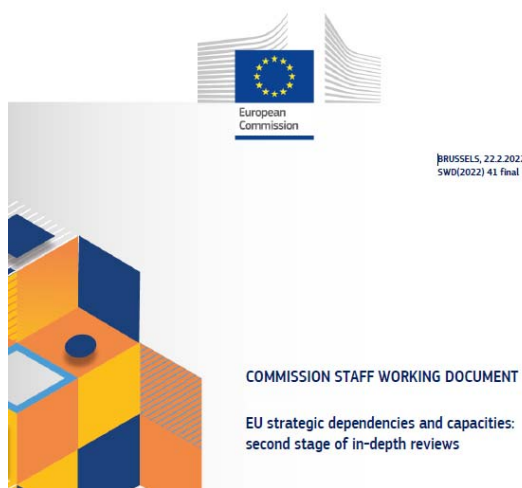 European
Commission
BRUSSELS, 22.2.2022
SWD(2022) 41 final
COMMISSION STAFF WORKING DOCUMENT
EU strategic dependencies and capacities:
second stage of in-depth reviews